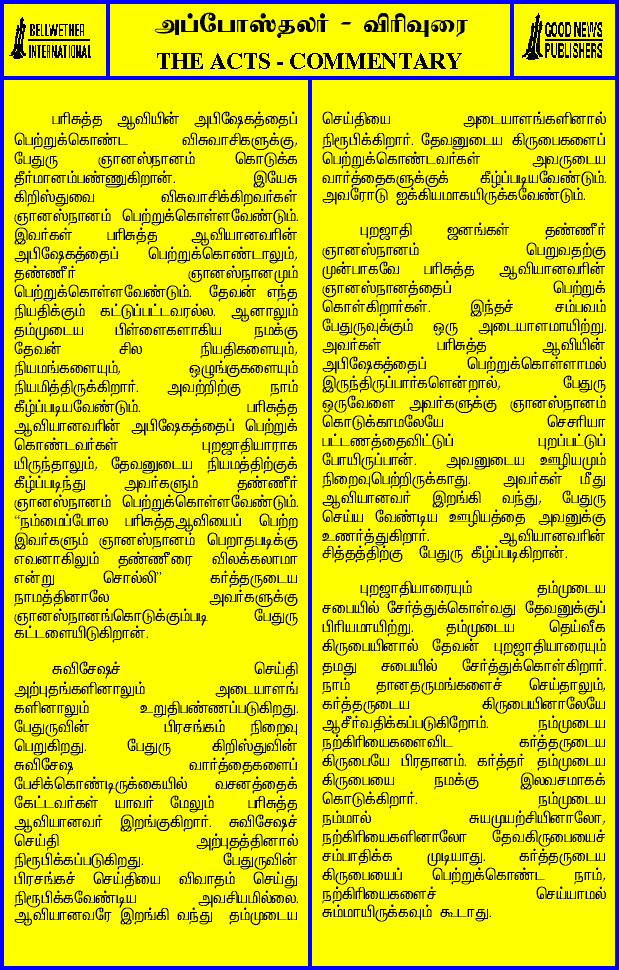 BELLWETHER
INTERNATIONAL
அப்போஸ்தலர் - விரிவுரை
THE ACTS - COMMENTARY
GOOD NEWS
PUBLISHERS
பரிசுத்த ஆவியின் அபிஷேகத்தைப்
பெற்றுக்கொண்ட விசுவாசிகளுக்கு,
பேதுரு ஞானஸ்நானம் கொடுக்க
தீர்மானம்பண்ணுகிறான். இயேசு
கிறிஸ்துவை விசுவாசிக்கிறவர்கள்
ஞானஸ்நானம் பெற்றுக்கொள்ளவேண்டும்.
இவர்கள் பரிசுத்த ஆவியானவரின்
அபிஷேகத்தைப் பெற்றுக்கொண்டாலும்,
தண்ணீர் ஞானஸ்நானமும்
பெற்றுக்கொள்ளவேண்டும். தேவன் எந்த
நியதிக்கும் கட்டுப்பட்டவரல்ல. ஆனாலும்
தம்முடைய பிள்ளைகளாகிய நமக்கு
தேவன் சில நியதிகளையும்,
நியமங்களையும், ஒழுங்குகளையும்
நியமித்திருக்கிறார். அவற்றிற்கு நாம்
கீழ்ப்படியவேண்டும். பரிசுத்த
ஆவியானவரின் அபிஷேகத்தைப் பெற்றுக்
கொண்டவர்கள் புறஜாதியாராக
யிருந்தாலும், தேவனுடைய நியமத்திற்குக்
கீழ்ப்படிந்து அவர்களும் தண்ணீர்
ஞானஸ்நானம் பெற்றுக்கொள்ளவேண்டும்.
“நம்மைப்போல பரிசுத்தஆவியைப் பெற்ற
இவர்களும் ஞானஸ்நானம் பெறாதபடிக்கு
எவனாகிலும் தண்ணீரை விலக்கலாமா
என்று சொல்லி” கர்த்தருடைய
நாமத்தினாலே அவர்களுக்கு
ஞானஸ்நானங்கொடுக்கும்படி பேதுரு
கட்டளையிடுகிறான்.
சுவிசேஷச் செய்தி
அற்புதங்களினாலும் அடையாளங்
களினாலும் உறுதிபண்ணப்படுகிறது.
பேதுருவின் பிரசங்கம் நிறைவு
பெறுகிறது. பேதுரு கிறிஸ்துவின்
சுவிசேஷ வார்த்தைகளைப்
பேசிக்கொண்டிருக்கையில் வசனத்தைக்
கேட்டவர்கள் யாவர் மேலும் பரிசுத்த
ஆவியானவர் இறங்குகிறார். சுவிசேஷச்
செய்தி அற்புதத்தினால்
நிரூபிக்கப்படுகிறது. பேதுருவின்
பிரசங்கச் செய்தியை விவாதம் செய்து
நிரூபிக்கவேண்டிய அவசியமில்லை.
ஆவியானவரே இறங்கி வந்து தம்முடைய
செய்தியை அடையாளங்களினால்
நிரூபிக்கிறார். தேவனுடைய கிருபைகளைப்
பெற்றுக்கொண்டவர்கள் அவருடைய
வார்த்தைகளுக்குக் கீழ்ப்படியவேண்டும்.
அவரோடு ஐக்கியமாகயிருக்கவேண்டும்.
புறஜாதி ஜனங்கள் தண்ணீர்
ஞானஸ்நானம் பெறுவதற்கு
முன்பாகவே பரிசுத்த ஆவியானவரின்
ஞானஸ்நானத்தைப் பெற்றுக்
கொள்கிறார்கள். இந்தச் சம்பவம்
பேதுருவுக்கும் ஒரு அடையாளமாயிற்று.
அவர்கள் பரிசுத்த ஆவியின்
அபிஷேகத்தைப் பெற்றுக்கொள்ளாமல்
இருந்திருப்பார்களென்றால், பேதுரு
ஒருவேளை அவர்களுக்கு ஞானஸ்நானம்
கொடுக்காமலேயே செசரியா
பட்டணத்தைவிட்டுப் புறப்பட்டுப்
போயிருப்பான். அவனுடைய ஊழியமும்
நிறைவுபெற்றிருக்காது. அவர்கள் மீது
ஆவியானவர் இறங்கி வந்து, பேதுரு
செய்ய வேண்டிய ஊழியத்தை அவனுக்கு
உணர்த்துகிறார். ஆவியானவரின்
சித்தத்திற்கு பேதுரு கீழ்ப்படிகிறான்.
புறஜாதியாரையும் தம்முடைய
சபையில் சேர்த்துக்கொள்வது தேவனுக்குப்
பிரியமாயிற்று. தம்முடைய தெய்வீக
கிருபையினால் தேவன் புறஜாதியாரையும்
தமது சபையில் சேர்த்துக்கொள்கிறார்.
நாம் தானதருமங்களைச் செய்தாலும்,
கர்த்தருடைய கிருபையினாலேயே
ஆசீர்வதிக்கப்படுகிறோம். நம்முடைய
நற்கிரியைகளைவிட கர்த்தருடைய
கிருபையே பிரதானம். கர்த்தர் தம்முடைய
கிருபையை நமக்கு இலவசமாகக்
கொடுக்கிறார். நம்முடைய
நம்மால் சுயமுயற்சியினாலோ,
நற்கிரியைகளினாலோ தேவகிருபையைச்
சம்பாதிக்க முடியாது. கர்த்தருடைய
கிருபையைப் பெற்றுக்கொண்ட நாம்,
நற்கிரியைகளைச் செய்யாமல்
சும்மாயிருக்கவும் கூடாது.